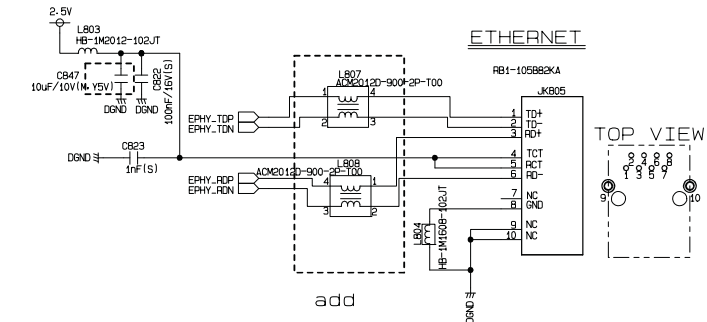 2.5V
L803
HB-1M2012-102JT
C847
10uF/10V(M.Y5V)
C822
100nF/16V(S)
DGND DGND
C823
DGND
1nF(S)
EPHY_TDP
EPHY_TDN
EPHY_RDP
EPHY_RDN
L807
ACM2012D-900-2P-T00
1 4
2 3
L808
ACM2012D-900-2P-T00
4 1
3 2
add
L804
HB-1M1608-102JT
DGND
ETHERNET
RB1-105B82KA
JK805
1 TD+
2 TD-
3 RD+
4 TCT
5 RCT
6 RD-
7 NC
8 GND
9 NC
10 NC
TOP VIEW
2 4 6 8
1 3 5 7
9 10